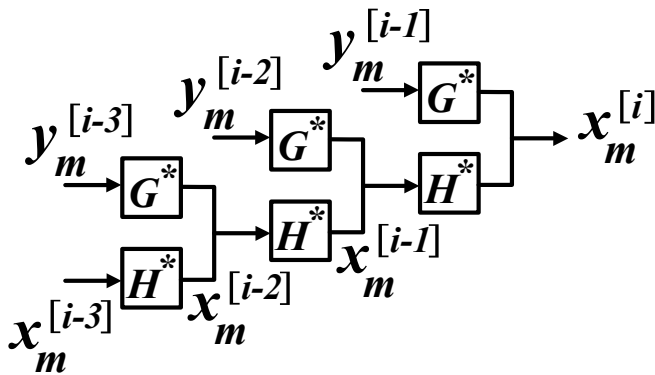 y_m^[i-1]
G*
y_m^[i-2]
x_m^[i]
G*
y_m^[i-3]
H*
G*
H*
x_m^[i-1]
H*
x_m^[i-2]
x_m^[i-3]